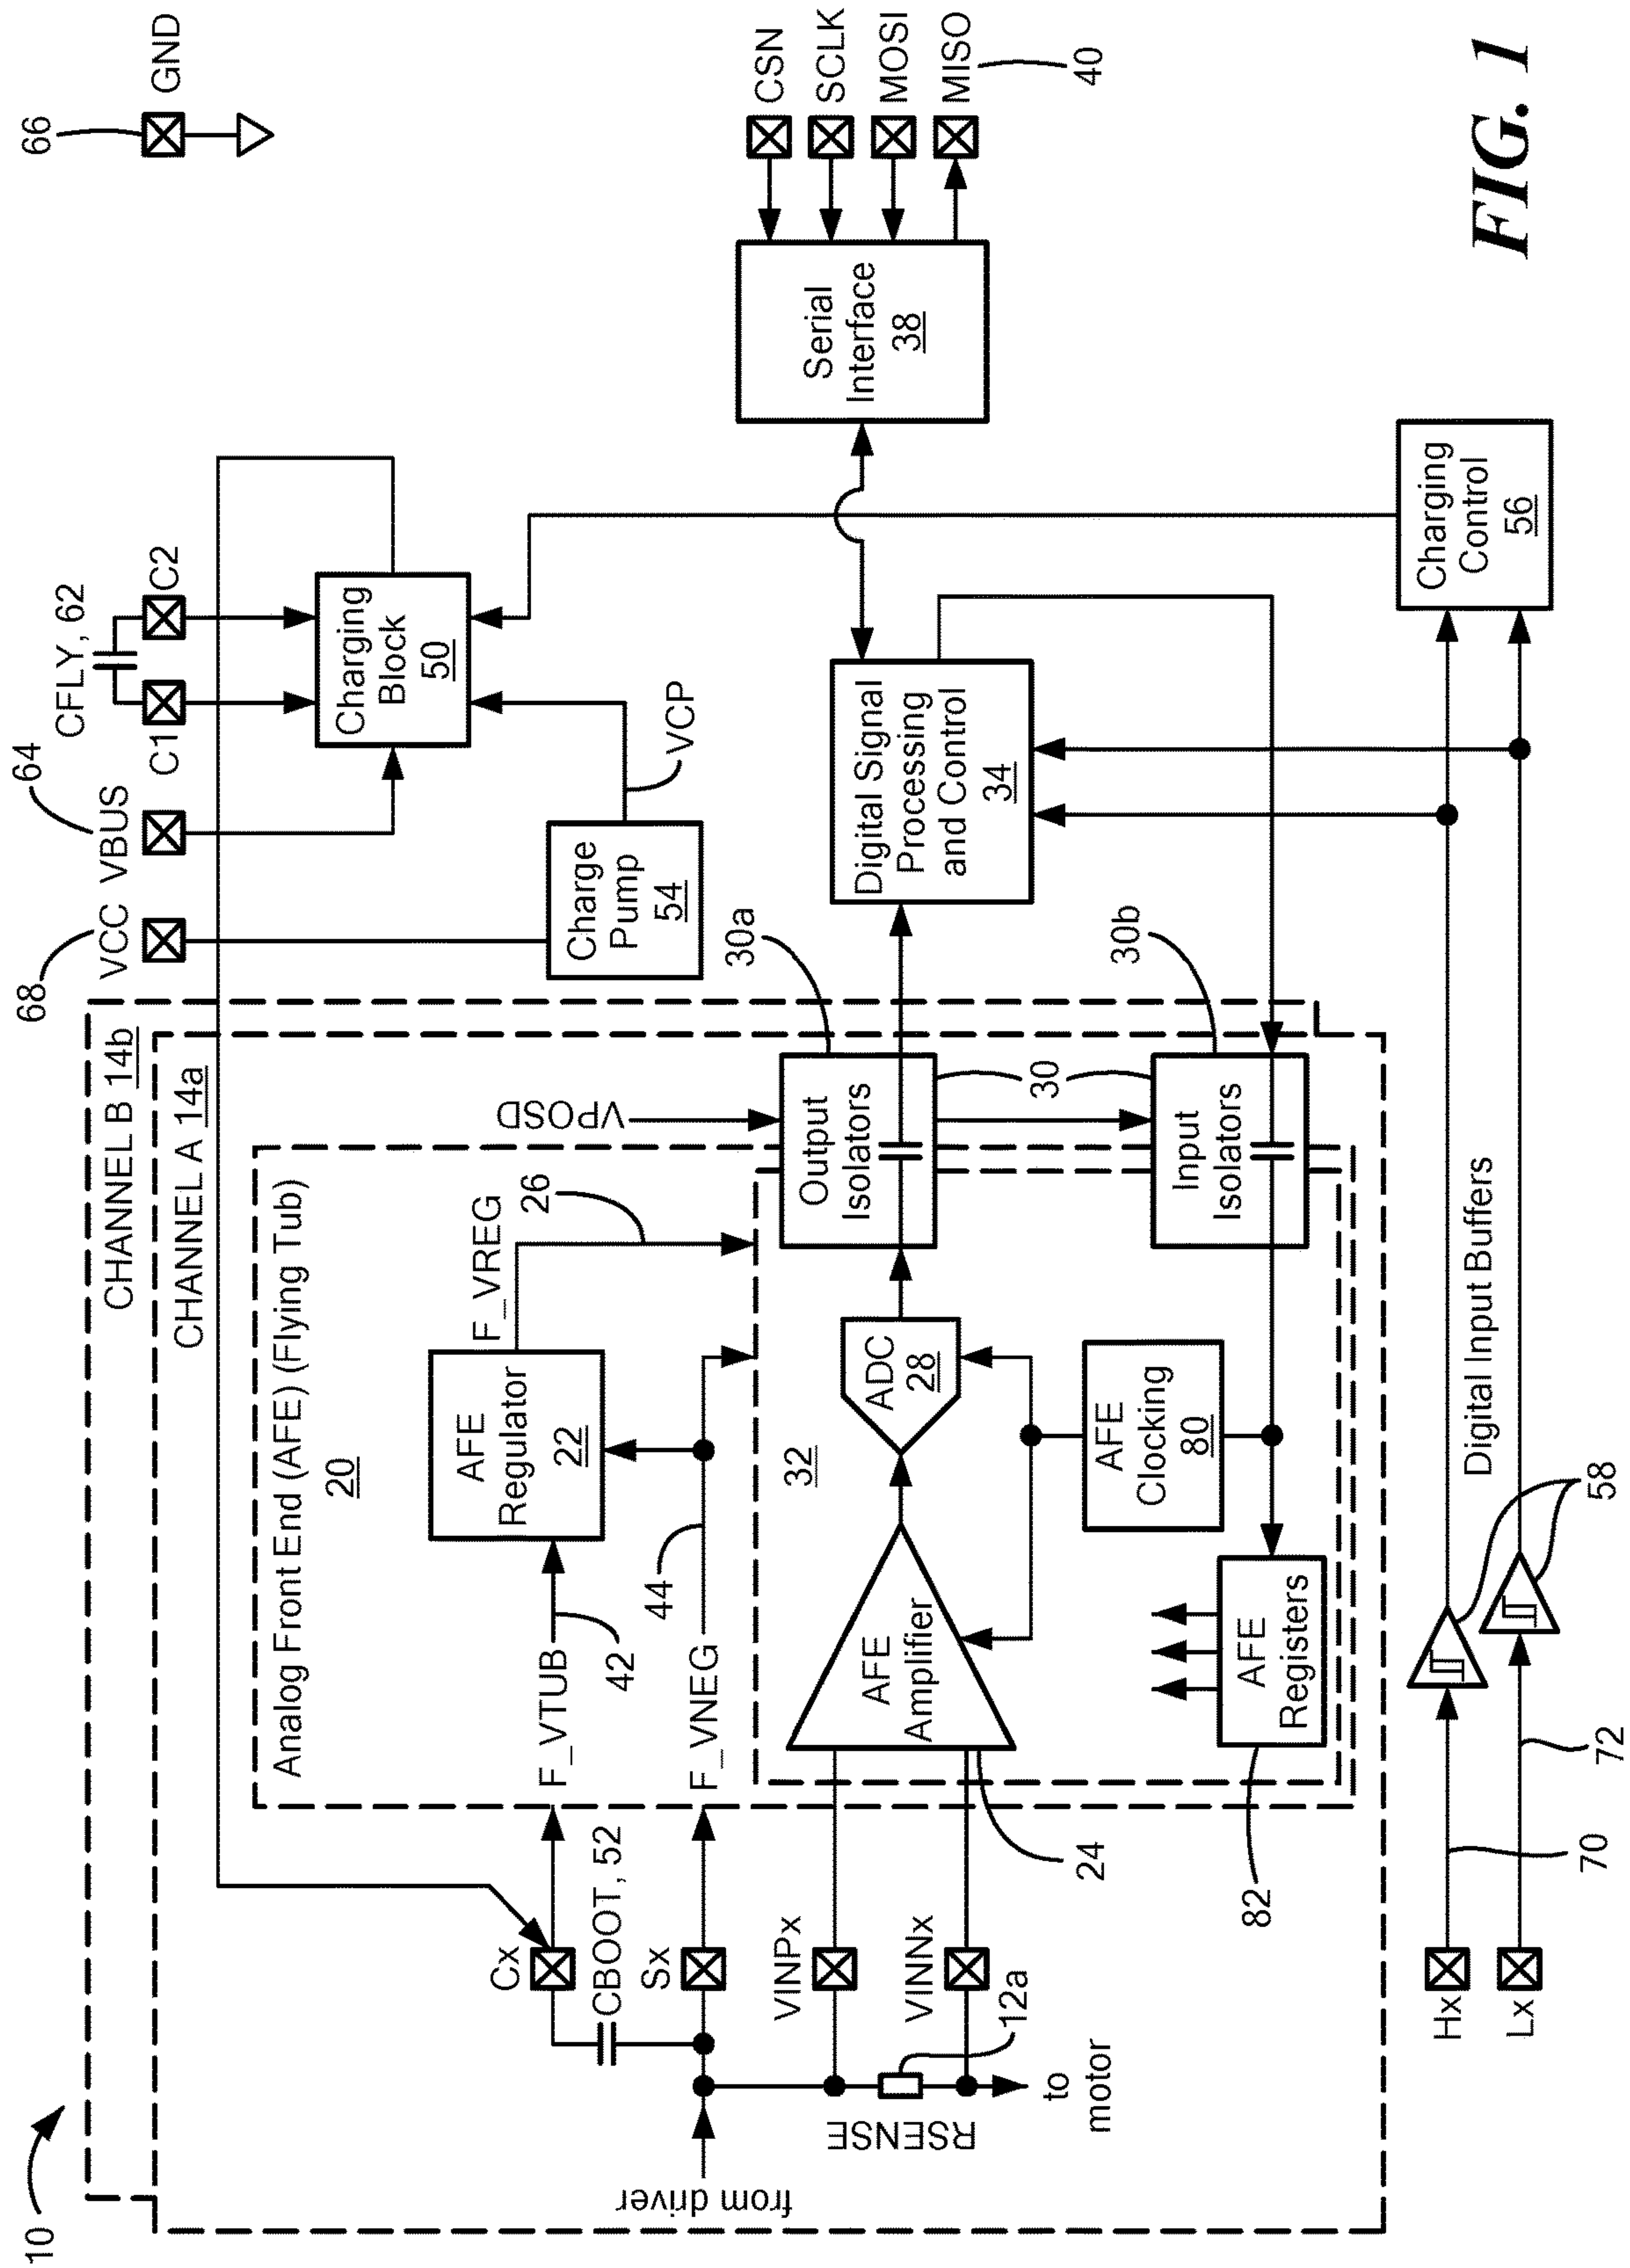 10
CHANNEL B 14b
CHANNEL A 14a
Analog Front End (AFE) (Flying Tub)
20
68
VCC
64
VBUS
CFLY, 62
C1
C2
66
GND
Charging
Block
50
Charge
Pump
54
VCP
Cx
CBOOT, 52
Sx
VINPx
VINNx
12a
RSENSE
from driver
to
motor
F_VTUB
42
F_VNEG
44
AFE
Regulator
22
F_VREG
26
VPOSD
32
AFE
Amplifier
24
ADC
28
AFE
Clocking
80
AFE
Registers
82
Output
Isolators
30a
30
Input
Isolators
30b
Digital Signal
Processing
and Control
34
Serial
Interface
38
CSN
SCLK
MOSI
MISO
40
Charging
Control
56
Hx
Lx
70
72
58
Digital Input Buffers
FIG. 1